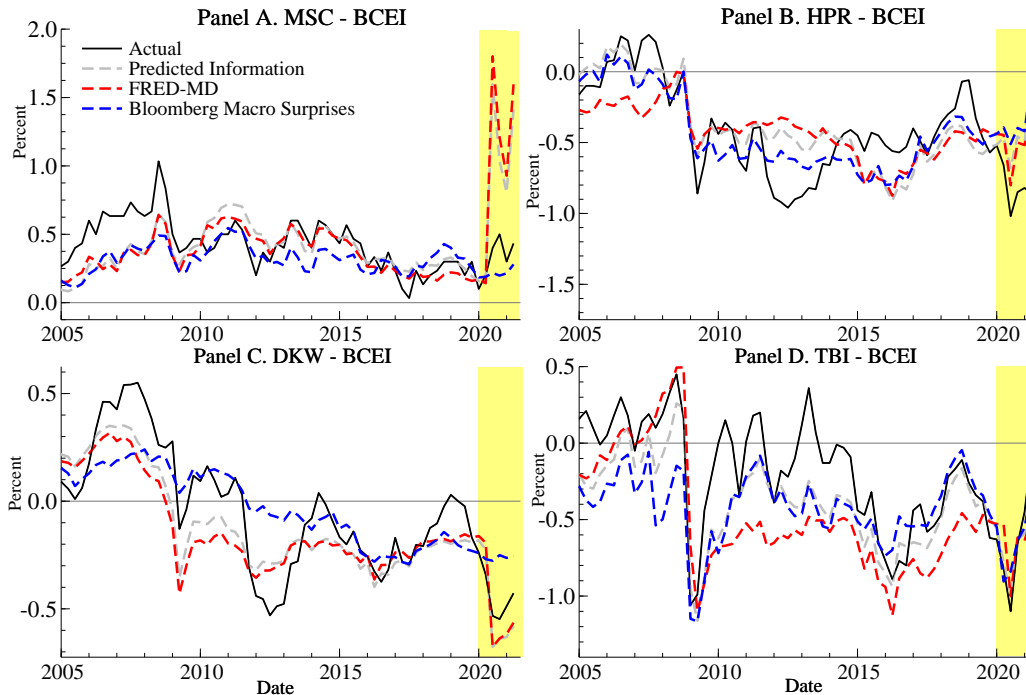 Panel A. MSC - BCEI
2.0
1.5
1.0
0.5
0.0
Percent
Actual
Predicted Information
FRED-MD
Bloomberg Macro Surprises
2005 2010 2015 2020
Panel B. HPR - BCEI
0.0
-0.5
-1.0
-1.5
Percent
2005 2010 2015 2020
Panel C. DKW - BCEI
0.5
0.0
-0.5
Percent
2005 2010 2015 2020
Date
Panel D. TBI - BCEI
0.5
0.0
-0.5
-1.0
Percent
2005 2010 2015 2020
Date